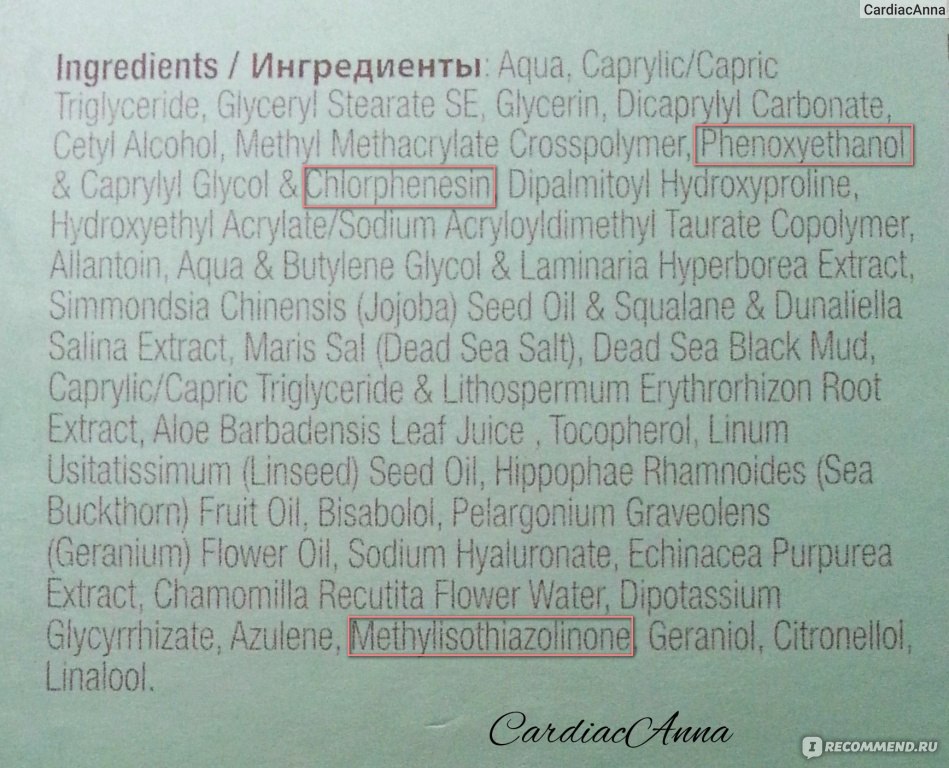 CardiacAnna
Ingredients / Ингредиенты: Aqua, Caprylic/Capric
Triglyceride, Glyceryl Stearate SE, Glycerin, Dicaprylyl Carbonate,
Cetyl Alcohol, Methyl Methacrylate Crosspolymer, Phenoxyethanol
& Caprylyl Glycol & Chlorphenesin, Dipalmitoyl Hydroxyproline,
Hydroxyethyl Acrylate/Sodium Acryloyldimethyl Taurate Copolymer,
Allantoin, Aqua & Butylene Glycol & Laminaria Hyperborea Extract,
Simmondsia Chinensis (Jojoba) Seed Oil & Squalane & Dunaliella
Salina Extract, Maris Sal (Dead Sea Salt), Dead Sea Black Mud,
Caprylic/Capric Triglyceride & Lithospermum Erythrorhizon Root
Extract, Aloe Barbadensis Leaf Juice , Tocopherol, Linum
Usitatissimum (Linseed) Seed Oil, Hippophae Rhamnoides (Sea
Buckthorn) Fruit Oil, Bisabolol, Pelargonium Graveolens
(Geranium) Flower Oil, Sodium Hyaluronate, Echinacea Purpurea
Extract, Chamomilla Recutita Flower Water, Dipotassium
Glycyrrhizate, Azulene, Methylisothiazolinone, Geraniol, Citronellol,
Linalool.
CardiacAnna
IRECOMMEND.RU